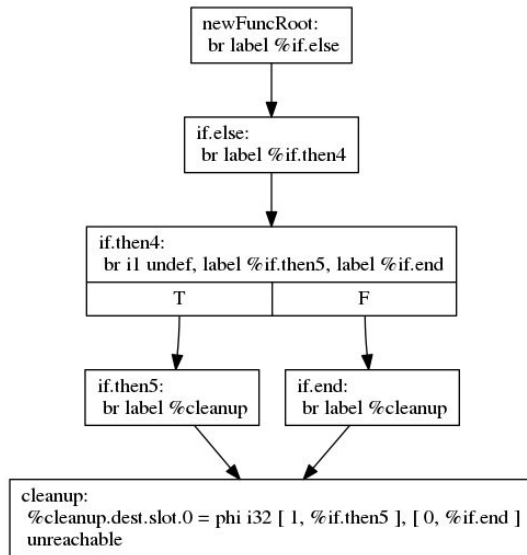 newFuncRoot:
br label %if.else
if.else:
br label %if.then4
if.then4:
br i1 undef, label %if.then5, label %if.end
T
F
if.then5:
br label %cleanup
if.end:
br label %cleanup
cleanup:
%cleanup.dest.slot.0 = phi i32 [ 1, %if.then5 ], [ 0, %if.end ]
unreachable